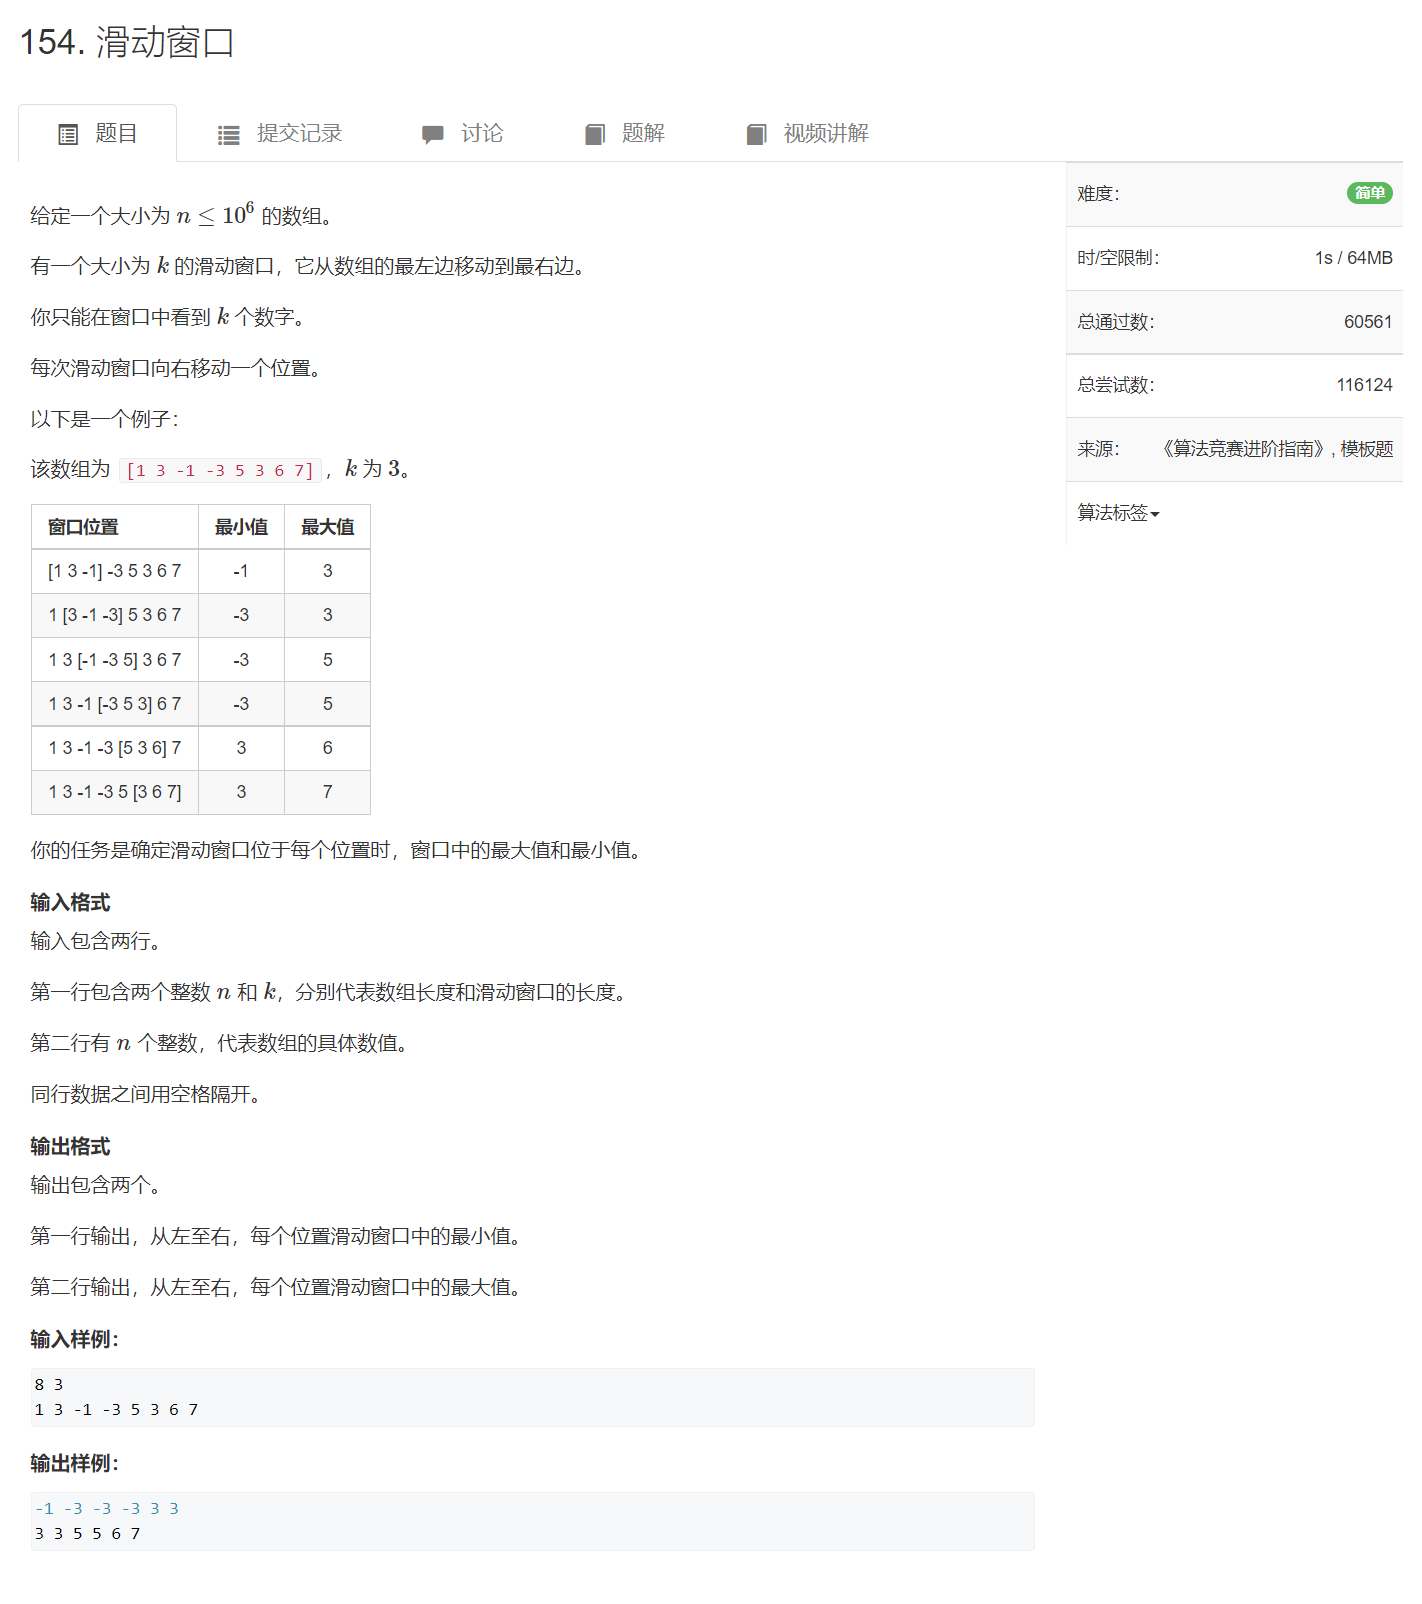 154. 滑动窗口
题目 提交记录 讨论 题解 视频讲解
给定一个大小为 n ≤ 10^6 的数组。
有一个大小为 k 的滑动窗口，它从数组的最左边移动到最右边。
你只能在窗口中看到 k 个数字。
每次滑动窗口向右移动一个位置。
以下是一个例子：
该数组为 [1 3 -1 -3 5 3 6 7]，k 为 3。
窗口位置 最小值 最大值
[1 3 -1] -3 5 3 6 7 -1 3
1 [3 -1 -3] 5 3 6 7 -3 3
1 3 [-1 -3 5] 3 6 7 -3 5
1 3 -1 [-3 5 3] 6 7 -3 5
1 3 -1 -3 [5 3 6] 7 3 6
1 3 -1 -3 5 [3 6 7] 3 7
你的任务是确定滑动窗口位于每个位置时，窗口中的最大值和最小值。
输入格式
输入包含两行。
第一行包含两个整数 n 和 k，分别代表数组长度和滑动窗口的长度。
第二行有 n 个整数，代表数组的具体数值。
同行数据之间用空格隔开。
输出格式
输出包含两个。
第一行输出，从左至右，每个位置滑动窗口中的最小值。
第二行输出，从左至右，每个位置滑动窗口中的最大值。
输入样例：
8 3
1 3 -1 -3 5 3 6 7
输出样例：
-1 -3 -3 -3 3 3
3 3 5 5 6 7
难度： 简单
时/空限制： 1s / 64MB
总通过数： 60561
总尝试数： 116124
来源： 《算法竞赛进阶指南》, 模板题
算法标签